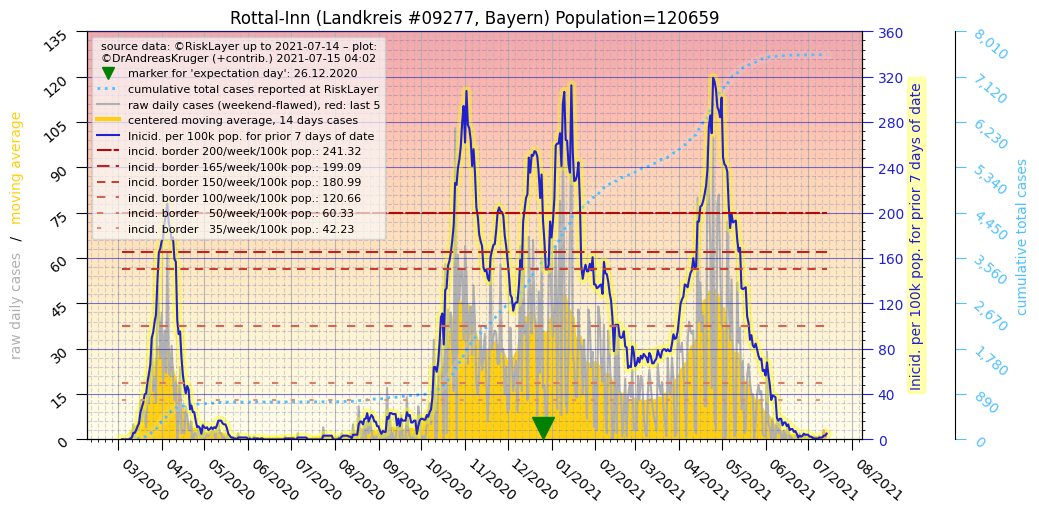 Rottal-Inn (Landkreis #09277, Bayern) Population=120659
source data: ©RiskLayer up to 2021-07-14 – plot:
©DrAndreasKruger (+contrib.) 2021-07-15 04:02
marker for 'expectation day': 26.12.2020
cumulative total cases reported at RiskLayer
raw daily cases (weekend-flawed), red: last 5
centered moving average, 14 days cases
Inicid. per 100k pop. for prior 7 days of date
incid. border 200/week/100k pop.: 241.32
incid. border 165/week/100k pop.: 199.09
incid. border 150/week/100k pop.: 180.99
incid. border 100/week/100k pop.: 120.66
incid. border   50/week/100k pop.: 60.33
incid. border   35/week/100k pop.: 42.23
raw daily cases  /  moving average
135
120
105
90
75
60
45
30
15
0
03/2020
04/2020
05/2020
06/2020
07/2020
08/2020
09/2020
10/2020
11/2020
12/2020
01/2021
02/2021
03/2021
04/2021
05/2021
06/2021
07/2021
08/2021
360
320
280
240
200
160
120
80
40
0
Inicid. per 100k pop. for prior 7 days of date
8,010
7,120
6,230
5,340
4,450
3,560
2,670
1,780
890
0
cumulative total cases